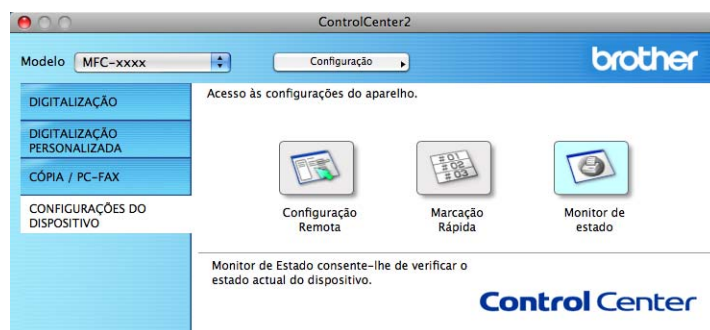 ControlCenter2
Modelo MFC-xxxx Configuração brother
DIGITALIZAÇÃO
DIGITALIZAÇÃO
PERSONALIZADA
CÓPIA / PC-FAX
CONFIGURAÇÕES DO
DISPOSITIVO
Acesso às configurações do aparelho.
#01
#02
#03
Configuração
Remota
Marcação
Rápida
Monitor de
estado
Monitor de Estado consente-lhe de verificar o
estado actual do dispositivo.
Control Center